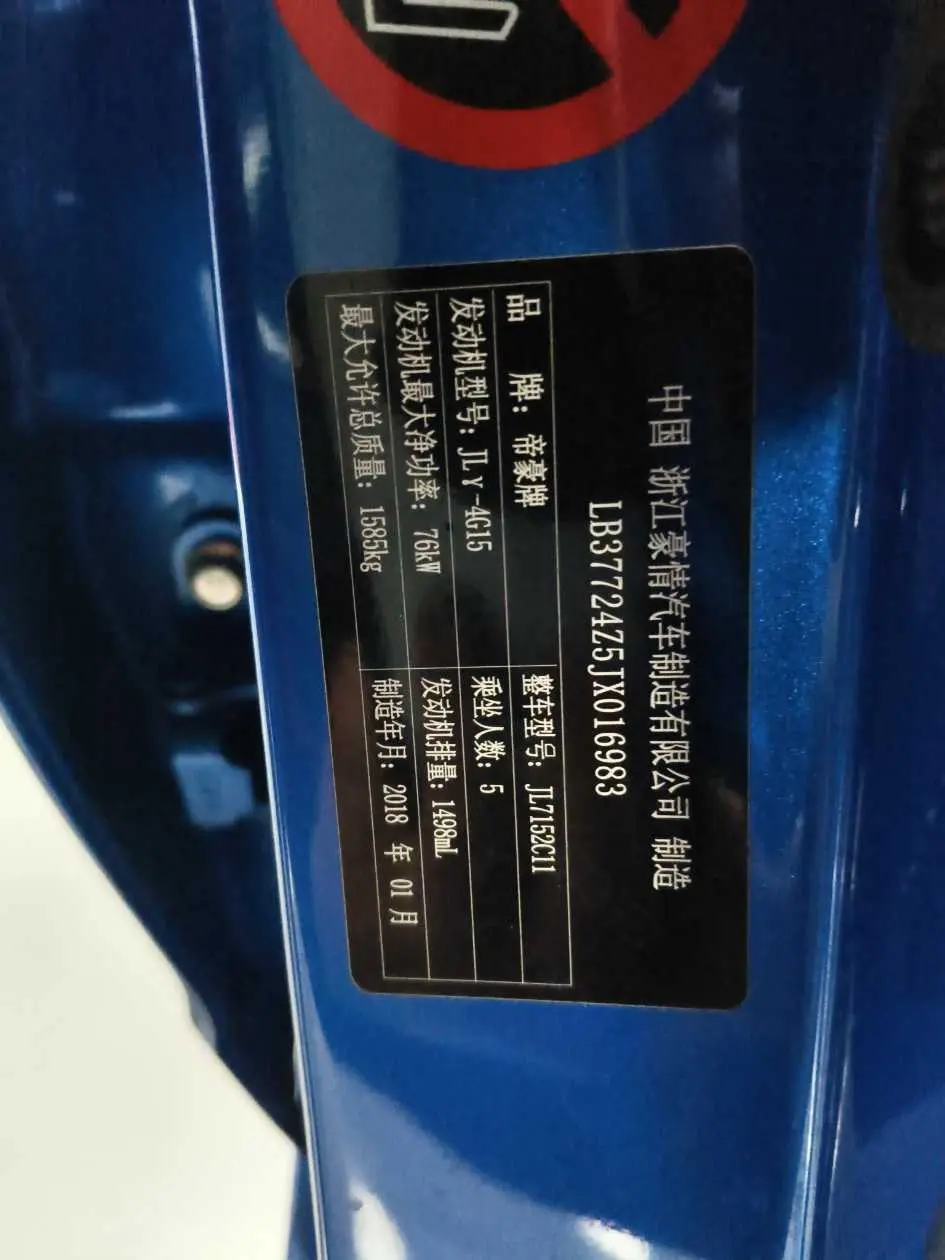 中国 浙江豪情汽车制造有限公司 制造
LB37724Z5JX016983
品 牌: 帝豪牌 整车型号: JL7152C11
发动机型号: JLγ-4G15 乘坐人数: 5
发动机最大净功率: 76kW 发动机排量: 1498mL
最大允许总质量: 1585kg 制造年月: 2018 年 01 月